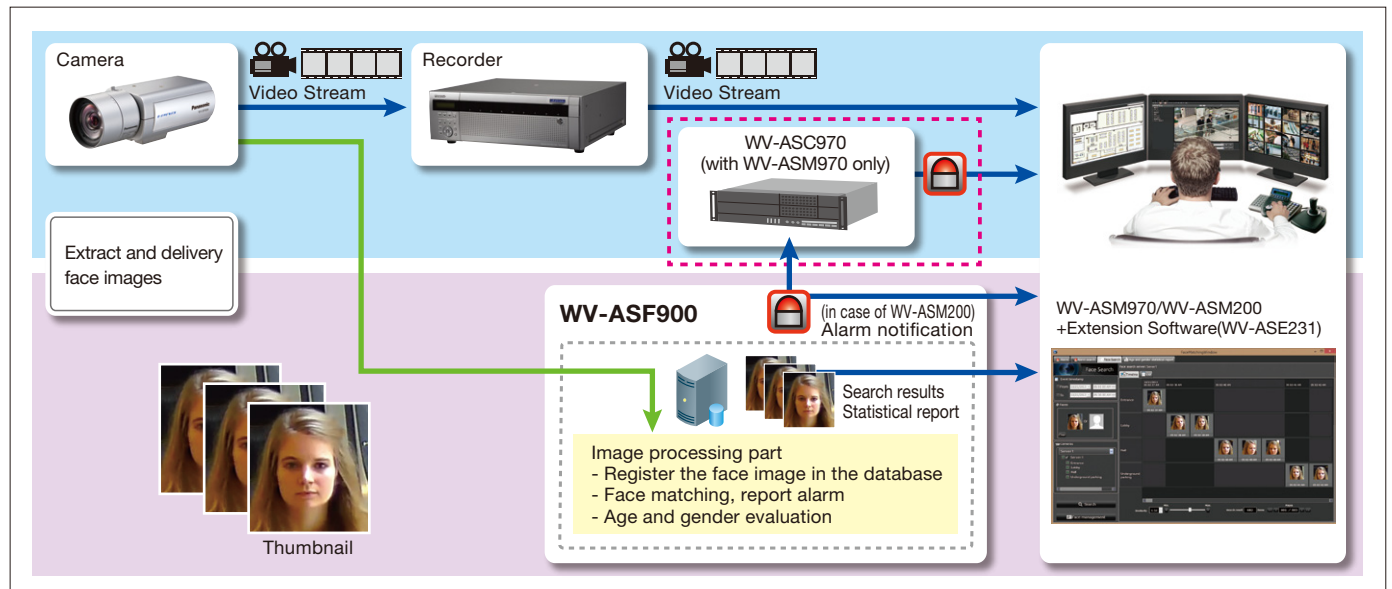 Camera
Panasonic
Video Stream
Recorder
Video Stream
WV-ASC970
(with WV-ASM970 only)
Extract and delivery
face images
Thumbnail
WV-ASF900
(in case of WV-ASM200)
Alarm notification
Search results
Statistical report
Image processing part
- Register the face image in the database
- Face matching, report alarm
- Age and gender evaluation
WV-ASM970/WV-ASM200
+Extension Software(WV-ASE231)
Face Search